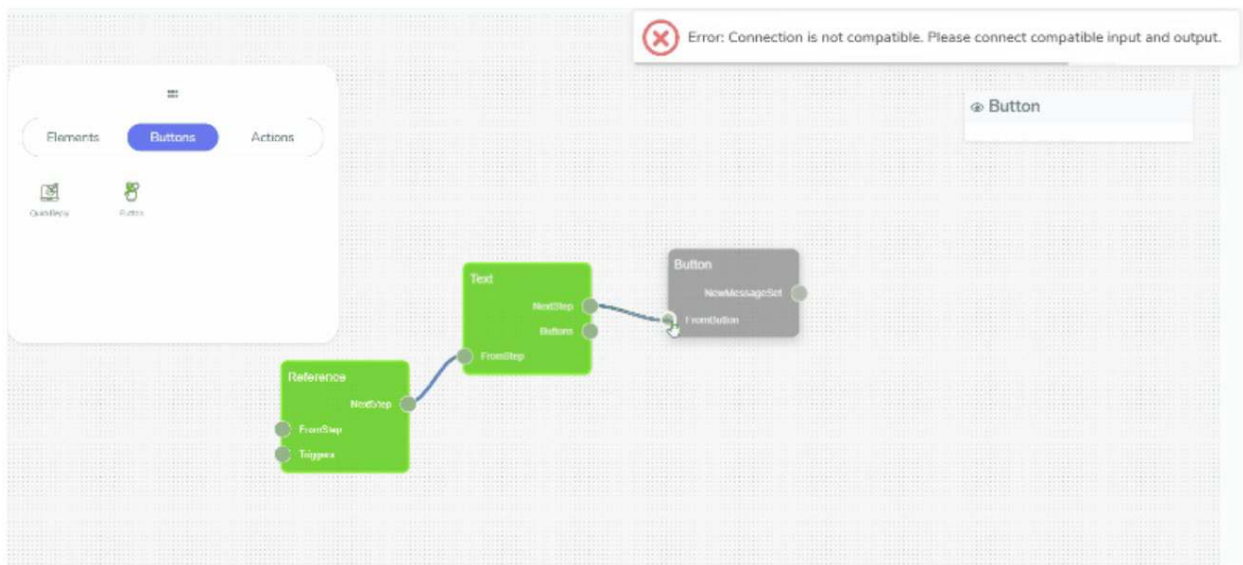 Error: Connection is not compatible. Please connect compatible input and output.
Button
Elements
Buttons
Actions
QuickReply
Button
Button
NewMessageSet
FromButton
Text
NextStep
Buttons
FromStep
Reference
NextStep
FromStep
Triggers